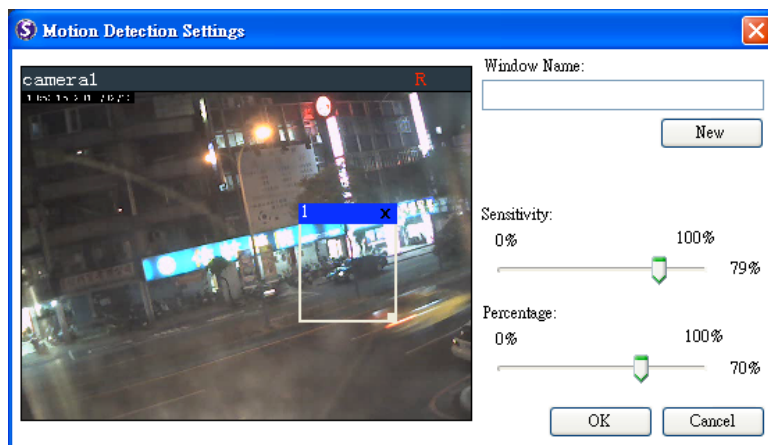 Motion Detection Settings
camera1 R
Window Name:
New
1 x
Sensitivity:
0% 100%
79%
Percentage:
0% 100%
70%
OK Cancel